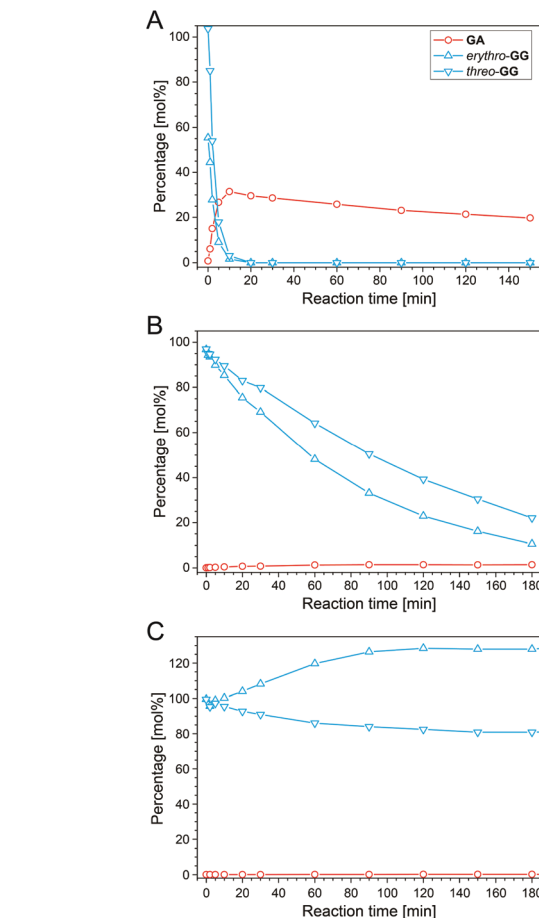 A
100
80
60
40
20
0
Percentage [mol%]
GA
erythro-GG
threo-GG
0 20 40 60 80 100 120 140
Reaction time [min]
B
100
80
60
40
20
0
Percentage [mol%]
0 20 40 60 80 100 120 140 160 180
Reaction time [min]
C
120
100
80
60
40
20
0
Percentage [mol%]
0 20 40 60 80 100 120 140 160 180
Reaction time [min]